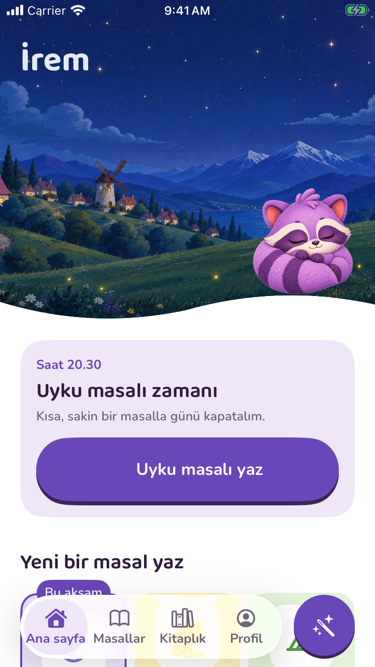 Carrier
9:41 AM
İrem
Saat 20.30
Uyku masalı zamanı
Kısa, sakin bir masalla günü kapatalım.
Uyku masalı yaz
Yeni bir masal yaz
Bu akşam
Ana sayfa
Masallar
Kitaplık
Profil